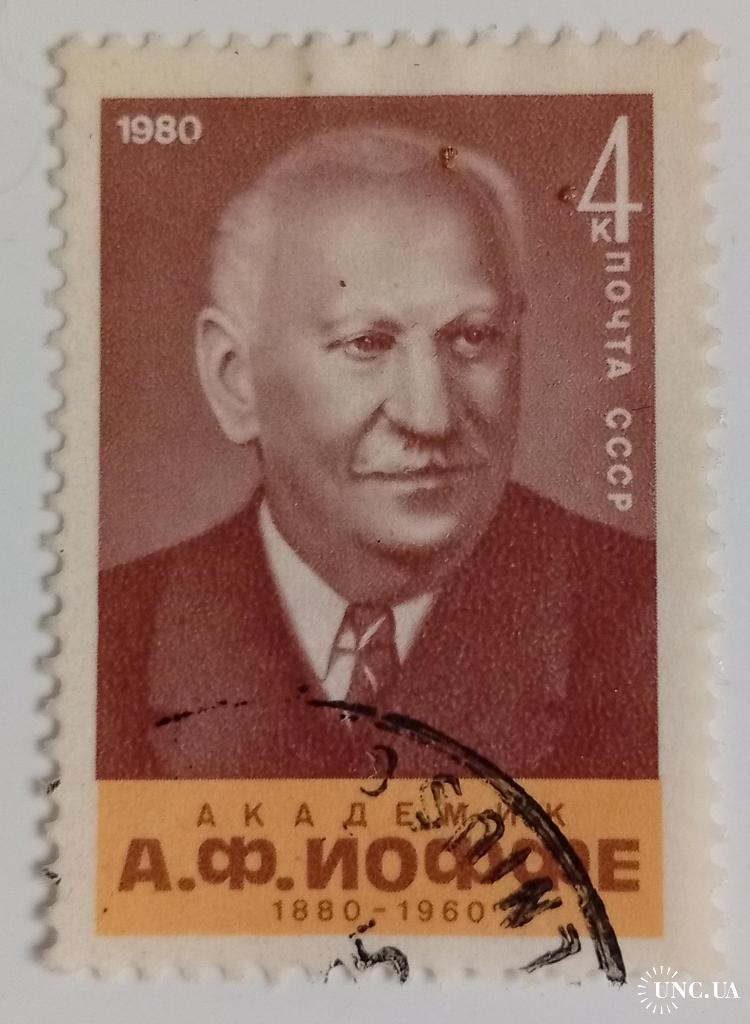 1980
4
К
ПОЧТА СССР
АКАДЕМИК
А.Ф.ИОФФЕ
1880-1960
UNC.UA